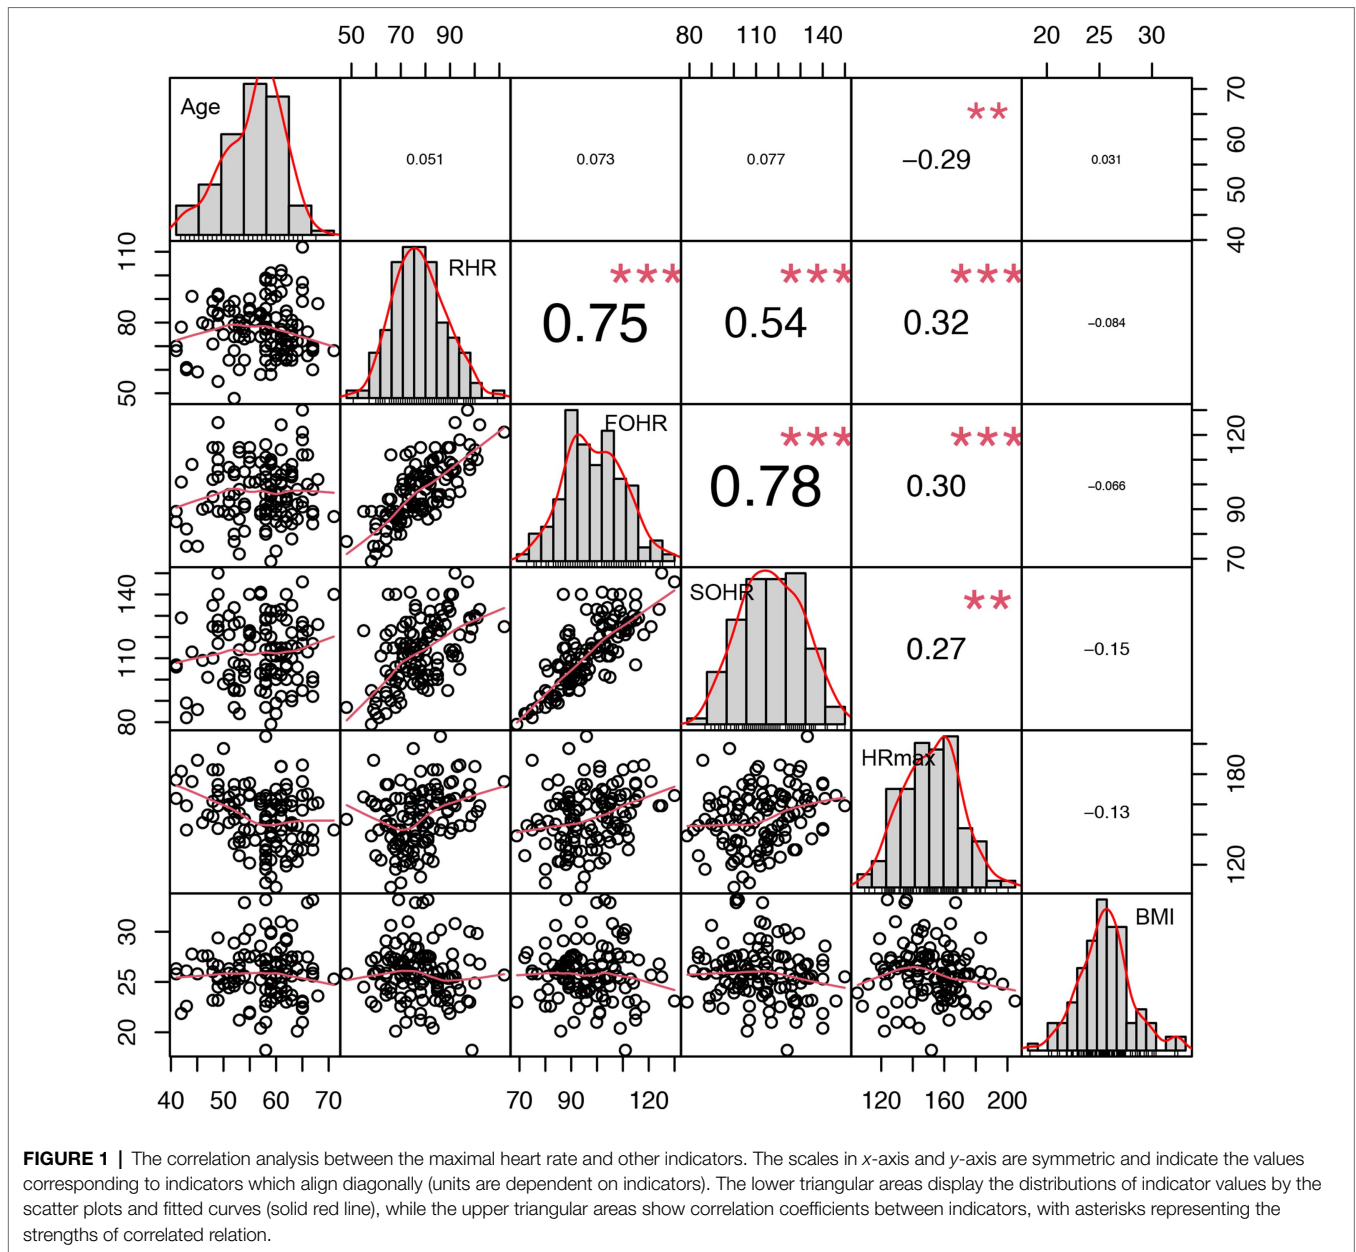 50 70 90 80 110 140 20 25 30
Age 0.051 0.073 0.077 ** −0.29 0.031 70 60 50 40
110 80 50 RHR *** 0.75 *** 0.54 *** 0.32 −0.084
FOHR *** 0.78 *** 0.30 −0.066 120 90 70
140 110 80 SOHR ** 0.27 −0.15
HRmax −0.13 180 120
30 25 20 BMI
40 50 60 70 70 90 120 120 160 200
FIGURE 1 | The correlation analysis between the maximal heart rate and other indicators. The scales in x-axis and y-axis are symmetric and indicate the values
corresponding to indicators which align diagonally (units are dependent on indicators). The lower triangular areas display the distributions of indicator values by the
scatter plots and fitted curves (solid red line), while the upper triangular areas show correlation coefficients between indicators, with asterisks representing the
strengths of correlated relation.